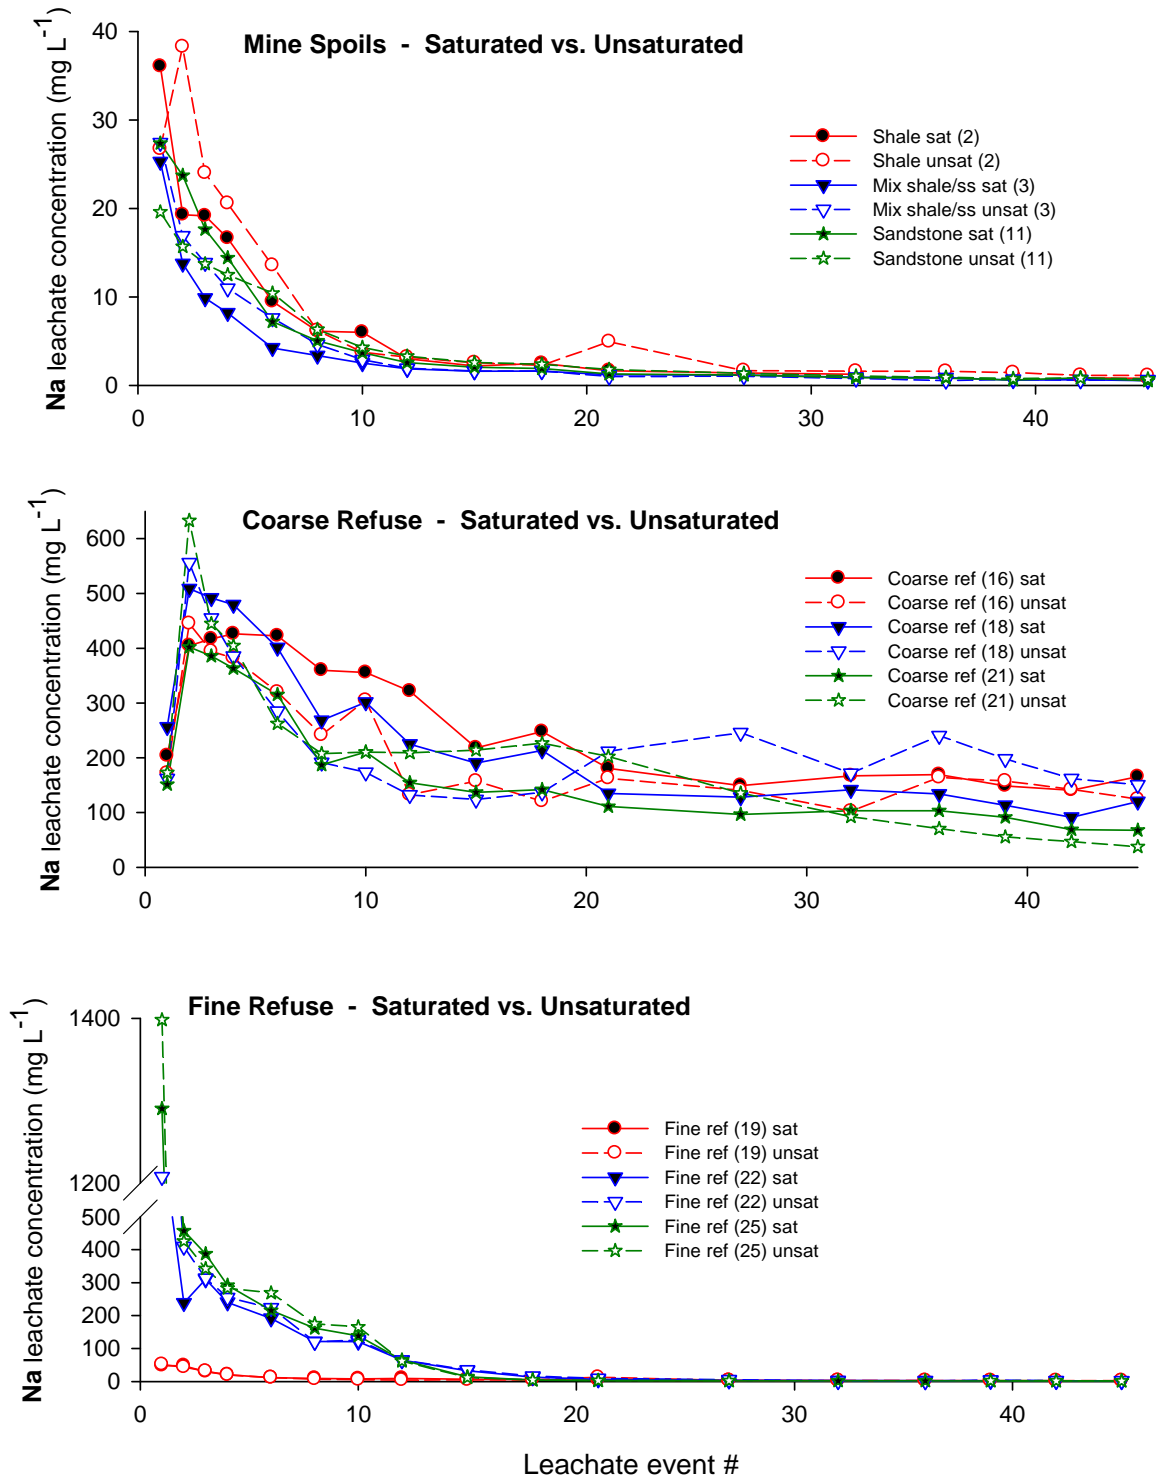 Mine Spoils - Saturated vs. Unsaturated
Na leachate concentration (mg L-1)
40
30
20
10
0
0 10 20 30 40
Shale sat (2)
Shale unsat (2)
Mix shale/ss sat (3)
Mix shale/ss unsat (3)
Sandstone sat (11)
Sandstone unsat (11)
Coarse Refuse - Saturated vs. Unsaturated
Na leachate concentration (mg L-1)
600
500
400
300
200
100
0
0 10 20 30 40
Coarse ref (16) sat
Coarse ref (16) unsat
Coarse ref (18) sat
Coarse ref (18) unsat
Coarse ref (21) sat
Coarse ref (21) unsat
Fine Refuse - Saturated vs. Unsaturated
Na leachate concentration (mg L-1)
1400
1200
500
400
300
200
100
0
0 10 20 30 40
Fine ref (19) sat
Fine ref (19) unsat
Fine ref (22) sat
Fine ref (22) unsat
Fine ref (25) sat
Fine ref (25) unsat
Leachate event #